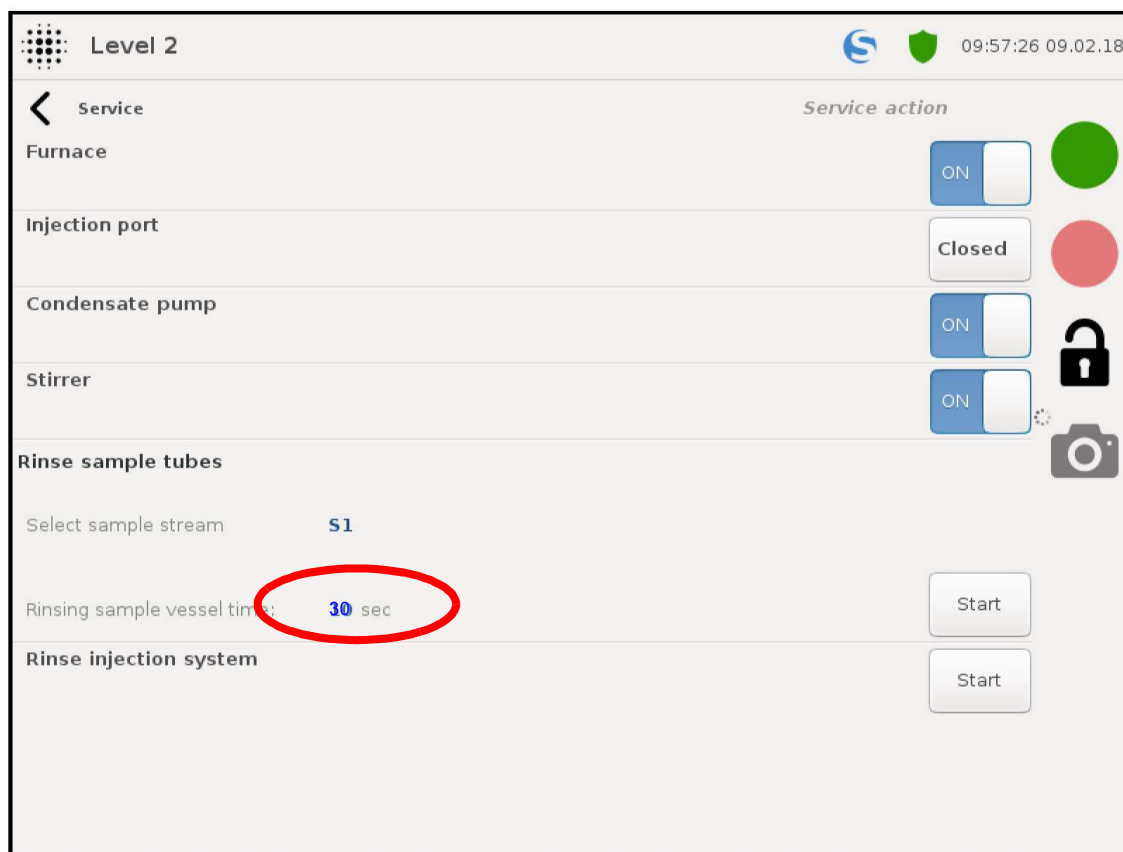 Level 2
09:57:26 09.02.18
Service
Service action
Furnace
ON
Injection port
Closed
Condensate pump
ON
Stirrer
ON
Rinse sample tubes
Select sample stream S1
Rinsing sample vessel time: 30 sec
Start
Rinse injection system
Start